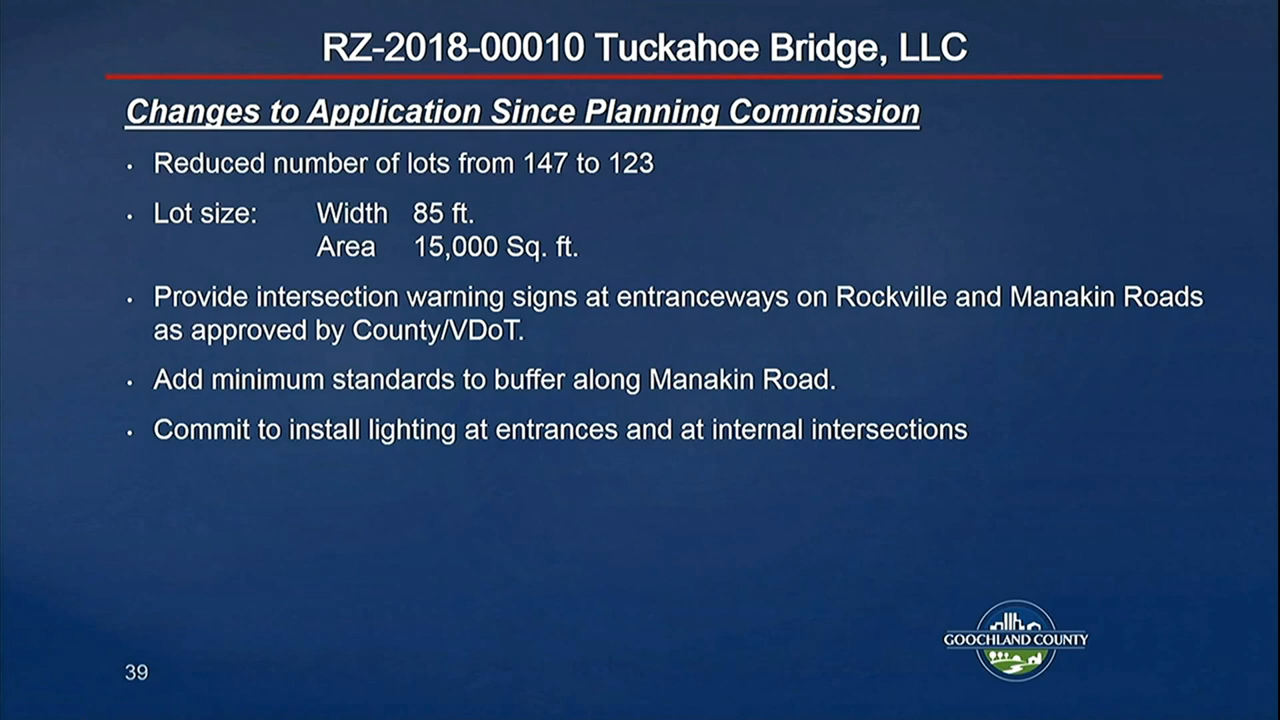 RZ-2018-00010 Tuckahoe Bridge, LLC
Changes to Application Since Planning Commission
• Reduced number of lots from 147 to 123
• Lot size: Width 85 ft.
Area 15,000 Sq. ft.
• Provide intersection warning signs at entranceways on Rockville and Manakin Roads
as approved by County/VDoT.
• Add minimum standards to buffer along Manakin Road.
• Commit to install lighting at entrances and at internal intersections
GOOCHLAND COUNTY
39